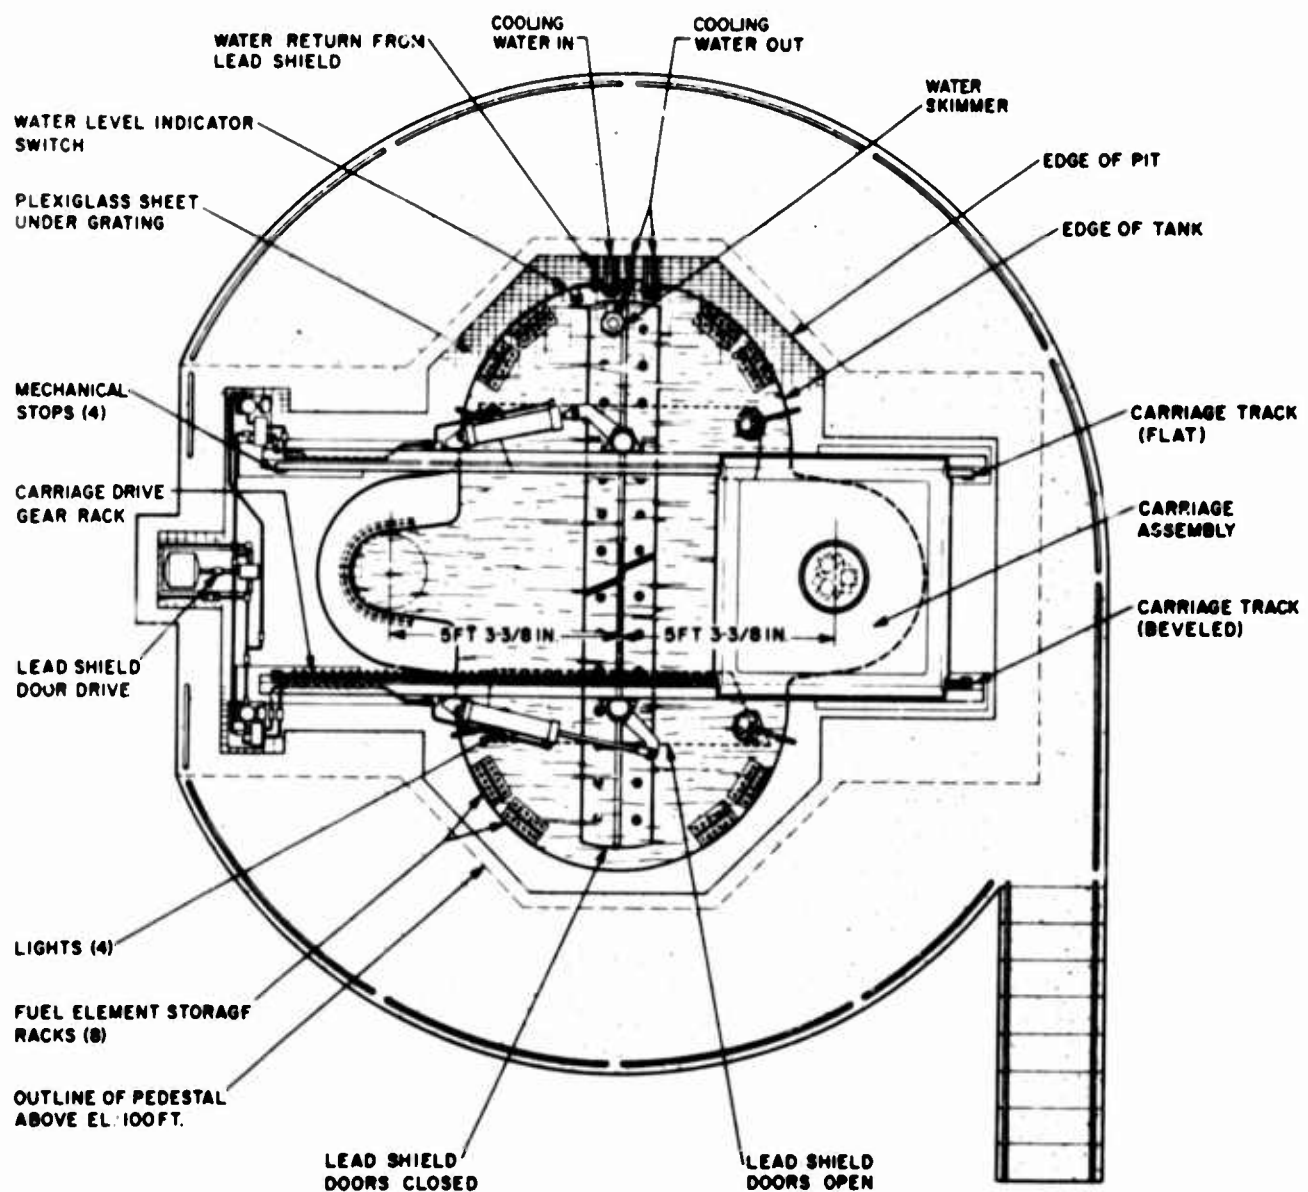 COOLING
WATER IN
COOLING
WATER OUT
WATER RETURN FROM
LEAD SHIELD
WATER
SKIMMER
WATER LEVEL INDICATOR
SWITCH
EDGE OF PIT
PLEXIGLASS SHEET
UNDER GRATING
EDGE OF TANK
MECHANICAL
STOPS (4)
CARRIAGE TRACK
(FLAT)
CARRIAGE DRIVE
GEAR RACK
CARRIAGE
ASSEMBLY
CARRIAGE TRACK
(BEVELED)
5FT 3-3/8 IN.
5FT 3-3/8 IN.
LEAD SHIELD
DOOR DRIVE
LIGHTS (4)
FUEL ELEMENT STORAGE
RACKS (8)
OUTLINE OF PEDESTAL
ABOVE EL. 100 FT.
LEAD SHIELD
DOORS CLOSED
LEAD SHIELD
DOORS OPEN